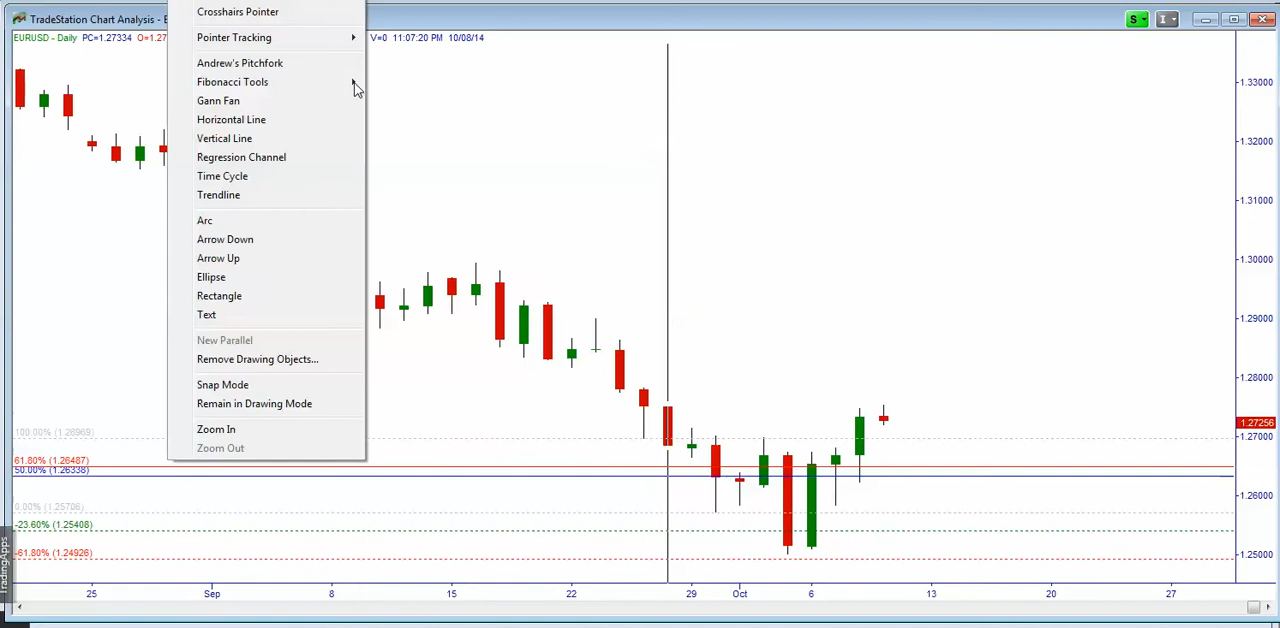 TradeStation Chart Analysis - E
S
I
EURUSD - Daily PC=1.27334 O=1.27
V=0 11:07:20 PM 10/08/14
Crosshairs Pointer
Pointer Tracking
Andrew's Pitchfork
Fibonacci Tools
Gann Fan
Horizontal Line
Vertical Line
Regression Channel
Time Cycle
Trendline
Arc
Arrow Down
Arrow Up
Ellipse
Rectangle
Text
New Parallel
Remove Drawing Objects...
Snap Mode
Remain in Drawing Mode
Zoom In
Zoom Out
1.33000
1.32000
1.31000
1.30000
1.29000
1.28000
1.27256
1.27000
1.26000
1.25000
100.00% (1.26969)
61.80% (1.26487)
50.00% (1.26338)
0.00% (1.25706)
-23.60% (1.25408)
-61.80% (1.24926)
TradingApps
25
Sep
8
15
22
29
Oct
6
13
20
27